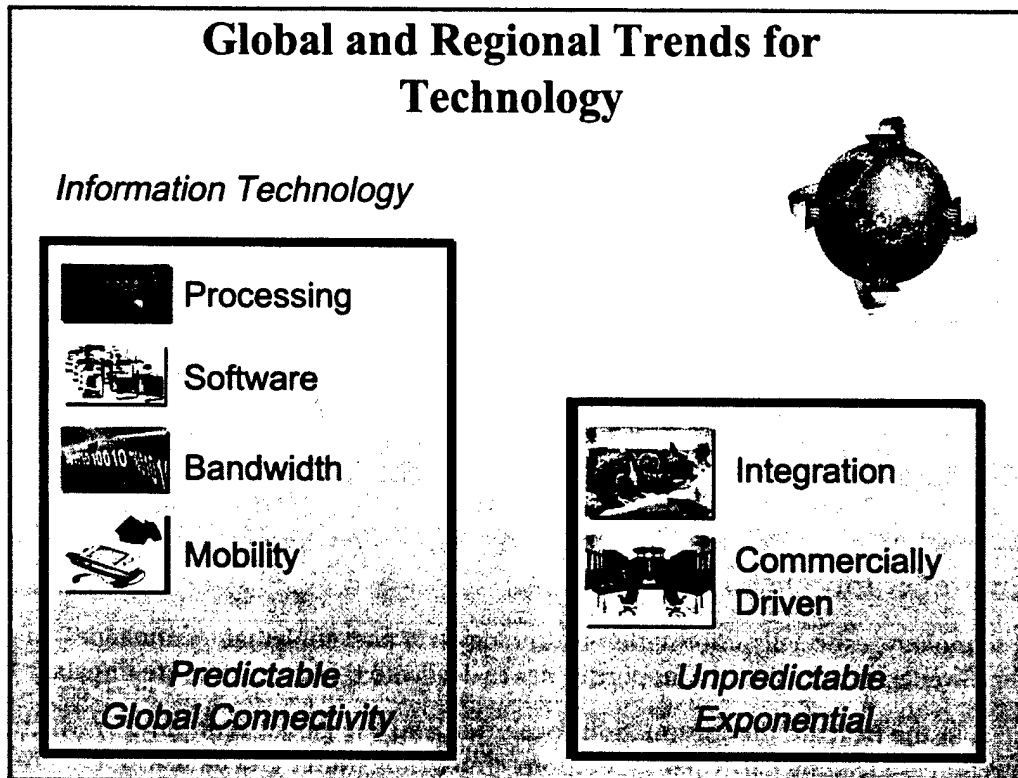 Global and Regional Trends for
Technology
Information Technology
Processing
Software
Bandwidth
Mobility
Predictable
Global Connectivity
Integration
Commercially
Driven
Unpredictable
Exponential